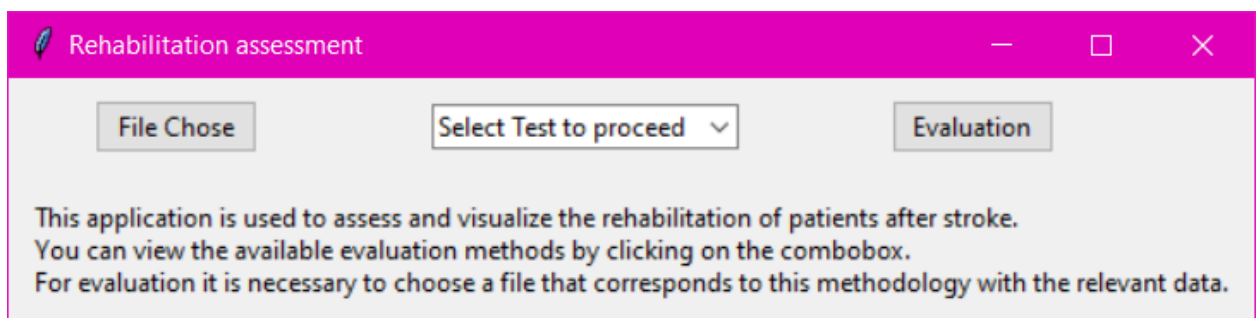 Rehabilitation assessment
File Chose
Select Test to proceed
Evaluation
This application is used to assess and visualize the rehabilitation of patients after stroke.
You can view the available evaluation methods by clicking on the combobox.
For evaluation it is necessary to choose a file that corresponds to this methodology with the relevant data.